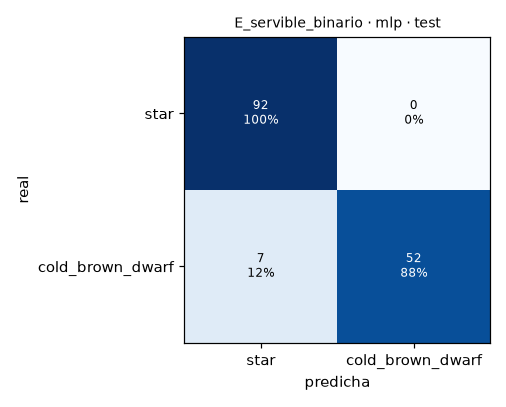 E_servible_binario · mlp · test
star
92
100%
0
0%
real
cold_brown_dwarf
7
12%
52
88%
star
cold_brown_dwarf
predicha